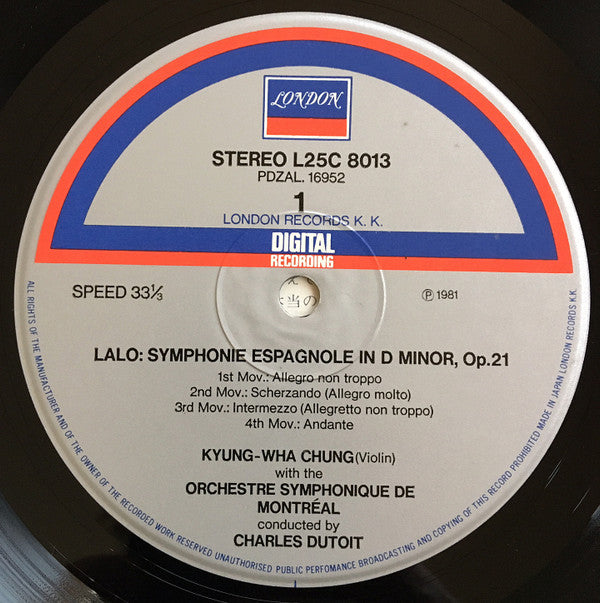 LONDON
STEREO L25C 8013
PDZAL. 16952
1
LONDON RECORDS K. K.
DIGITAL
RECORDING
SPEED 33⅓
Ⓟ 1981
当の
LALO: SYMPHONIE ESPAGNOLE IN D MINOR, Op.21
1st Mov.: Allegro non troppo
2nd Mov.: Scherzando (Allegro molto)
3rd Mov.: Intermezzo (Allegretto non troppo)
4th Mov.: Andante
KYUNG-WHA CHUNG (Violin)
with the
ORCHESTRE SYMPHONIQUE DE
MONTRÉAL
conducted by
CHARLES DUTOIT
ALL RIGHTS OF THE MANUFACTURER AND OF THE OWNER OF THE RECORDED WORK RESERVED UNAUTHORISED PUBLIC PERFORMANCE BROADCASTING AND COPYING OF THIS RECORD PROHIBITED MADE IN JAPAN LONDON RECORDS K.K.